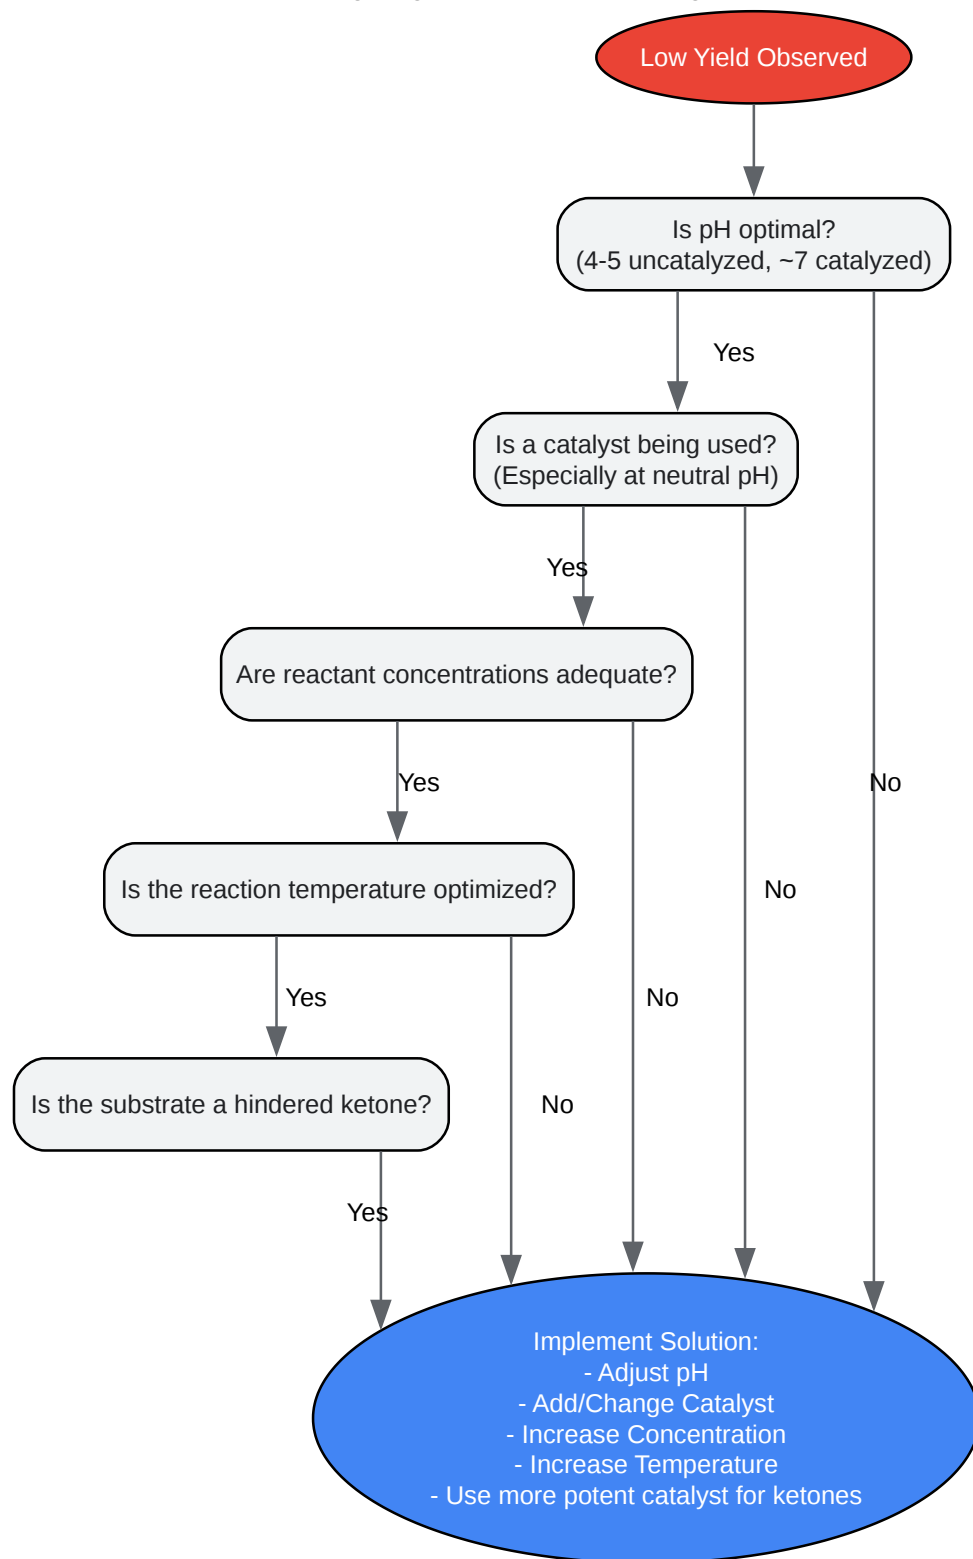 Low Yield Observed
Is pH optimal?
(4-5 uncatalyzed, ~7 catalyzed)
Yes
Is a catalyst being used?
(Especially at neutral pH)
Yes
Are reactant concentrations adequate?
Yes
No
Is the reaction temperature optimized?
No
Yes
No
Is the substrate a hindered ketone?
No
Yes
Implement Solution:
- Adjust pH
- Add/Change Catalyst
- Increase Concentration
- Increase Temperature
- Use more potent catalyst for ketones